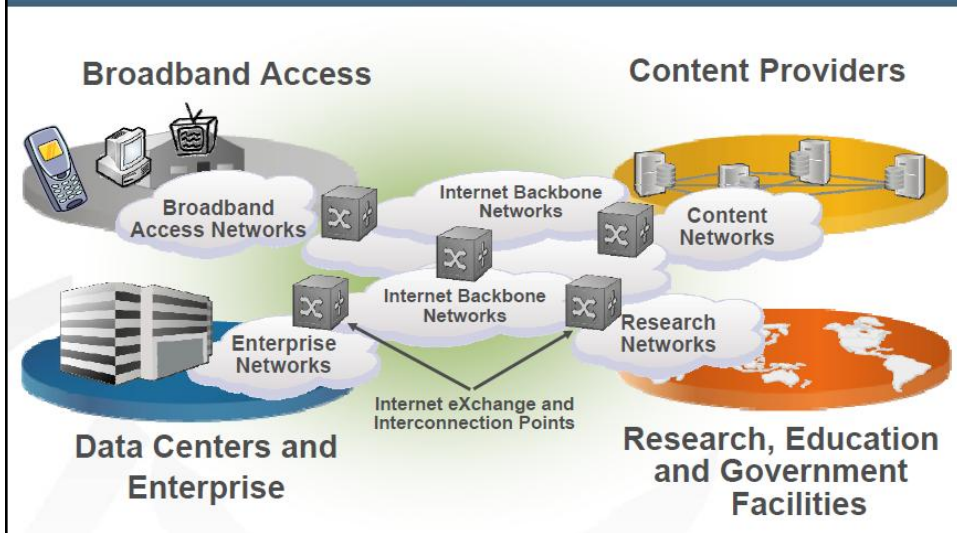 Broadband Access
Content Providers
Internet Backbone
Networks
Broadband
Access Networks
Content
Networks
Internet Backbone
Networks
Enterprise
Networks
Research
Networks
Internet eXchange and
Interconnection Points
Data Centers and
Enterprise
Research, Education
and Government
Facilities